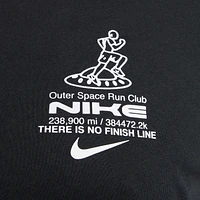 Outer Space Run Club
NIKE
238,900 mi / 384472.2k
THERE IS NO FINISH LINE